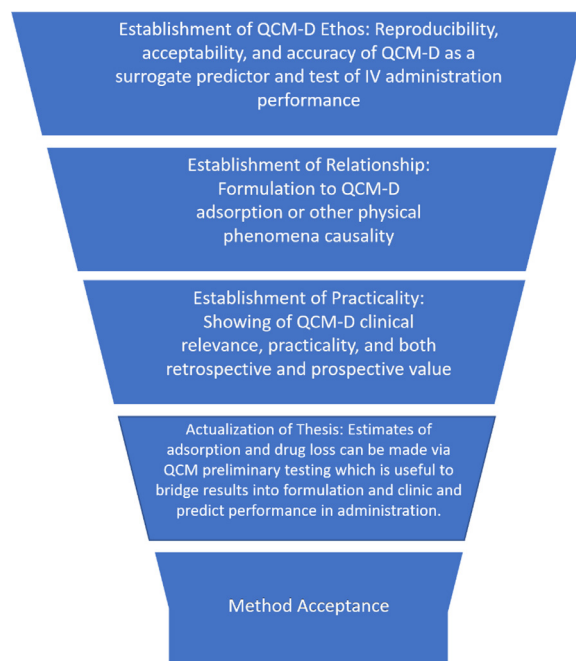 Establishment of QCM-D Ethos: Reproducibility,
acceptability, and accuracy of QCM-D as a
surrogate predictor and test of IV administration
performance
Establishment of Relationship:
Formulation to QCM-D
adsorption or other physical
phenomena causality
Establishment of Practicality:
Showing of QCM-D clinical
relevance, practicality, and both
retrospective and prospective value
Actualization of Thesis: Estimates of
adsorption and drug loss can be made via
QCM preliminary testing which is useful to
bridge results into formulation and clinic and
predict performance in administration.
Method Acceptance